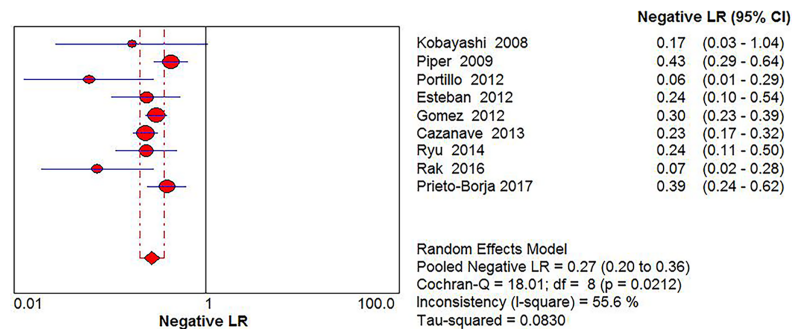 Negative LR (95% CI)
Kobayashi 2008 0.17 (0.03 - 1.04)
Piper 2009 0.43 (0.29 - 0.64)
Portillo 2012 0.06 (0.01 - 0.29)
Esteban 2012 0.24 (0.10 - 0.54)
Gomez 2012 0.30 (0.23 - 0.39)
Cazanave 2013 0.23 (0.17 - 0.32)
Ryu 2014 0.24 (0.11 - 0.50)
Rak 2016 0.07 (0.02 - 0.28)
Prieto-Borja 2017 0.39 (0.24 - 0.62)
Random Effects Model
Pooled Negative LR = 0.27 (0.20 to 0.36)
Cochran-Q = 18.01; df = 8 (p = 0.0212)
Inconsistency (I-square) = 55.6 %
Tau-squared = 0.0830
0.01 1 100.0
Negative LR